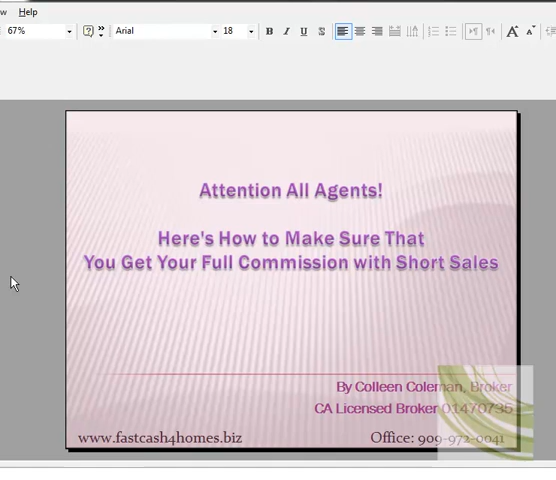 w Help
67% Arial 18 B I U S
Attention All Agents!
Here's How to Make Sure That
You Get Your Full Commission with Short Sales
By Colleen Coleman, Broker
CA Licensed Broker 01470735
www.fastcash4homes.biz Office: 909-972-0041